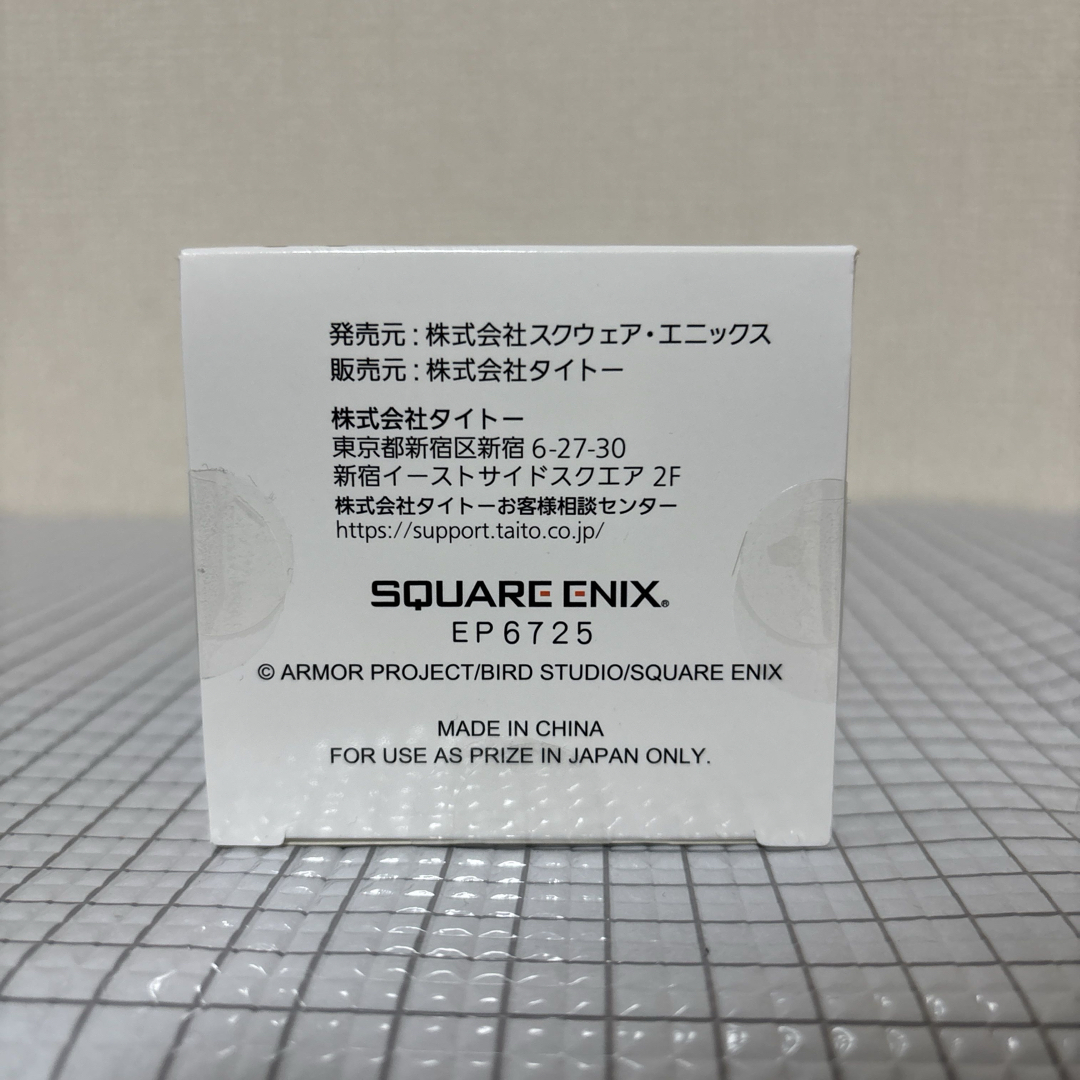 発売元：株式会社スクウェア・エニックス
販売元：株式会社タイトー
株式会社タイトー
東京都新宿区新宿 6-27-30
新宿イーストサイドスクエア 2F
株式会社タイトーお客様相談センター
https://support.taito.co.jp/
SQUARE ENIX®
EP6725
© ARMOR PROJECT/BIRD STUDIO/SQUARE ENIX
MADE IN CHINA
FOR USE AS PRIZE IN JAPAN ONLY.